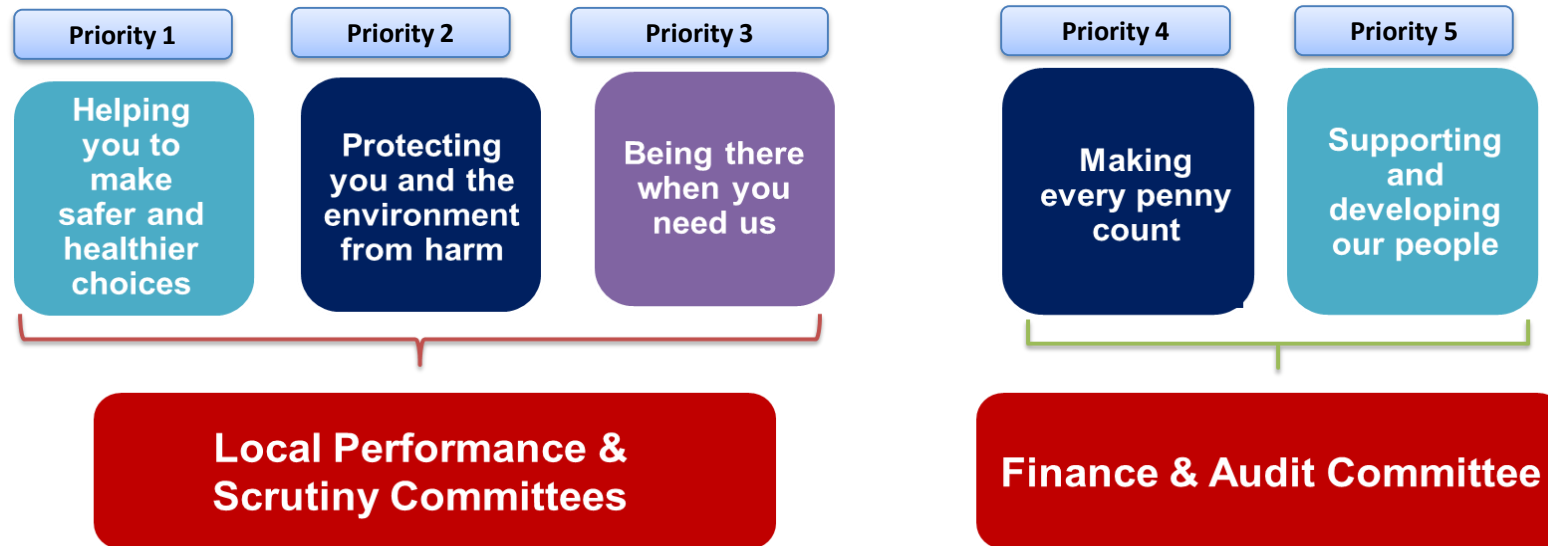 Priority 1
Priority 2
Priority 3
Priority 4
Priority 5
Helping
you to
make
safer and
healthier
choices
Protecting
you and the
environment
from harm
Being there
when you
need us
Making
every penny
count
Supporting
and
developing
our people
Local Performance &
Scrutiny Committees
Finance & Audit Committee